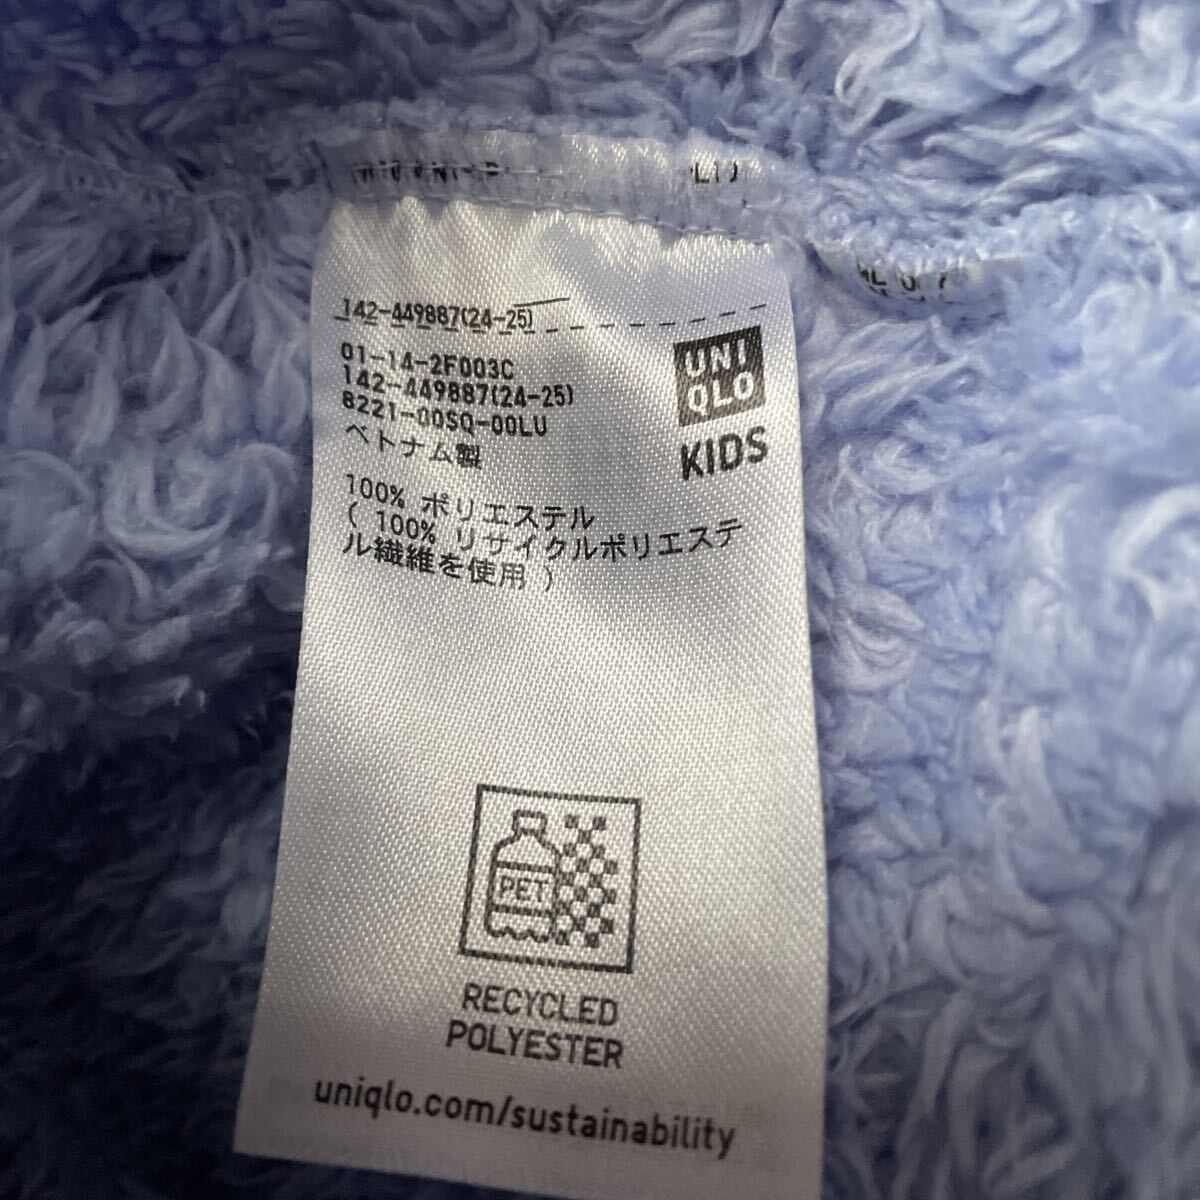 142-449887(24-25)
01-14-2F003C
142-449887(24-25)
8221-00SQ-00LU
ベトナム製
UNI
QLO
KIDS
100% ポリエステル
( 100% リサイクルポリエステ
ル繊維を使用 )
PET
RECYCLED
POLYESTER
uniqlo.com/sustainability